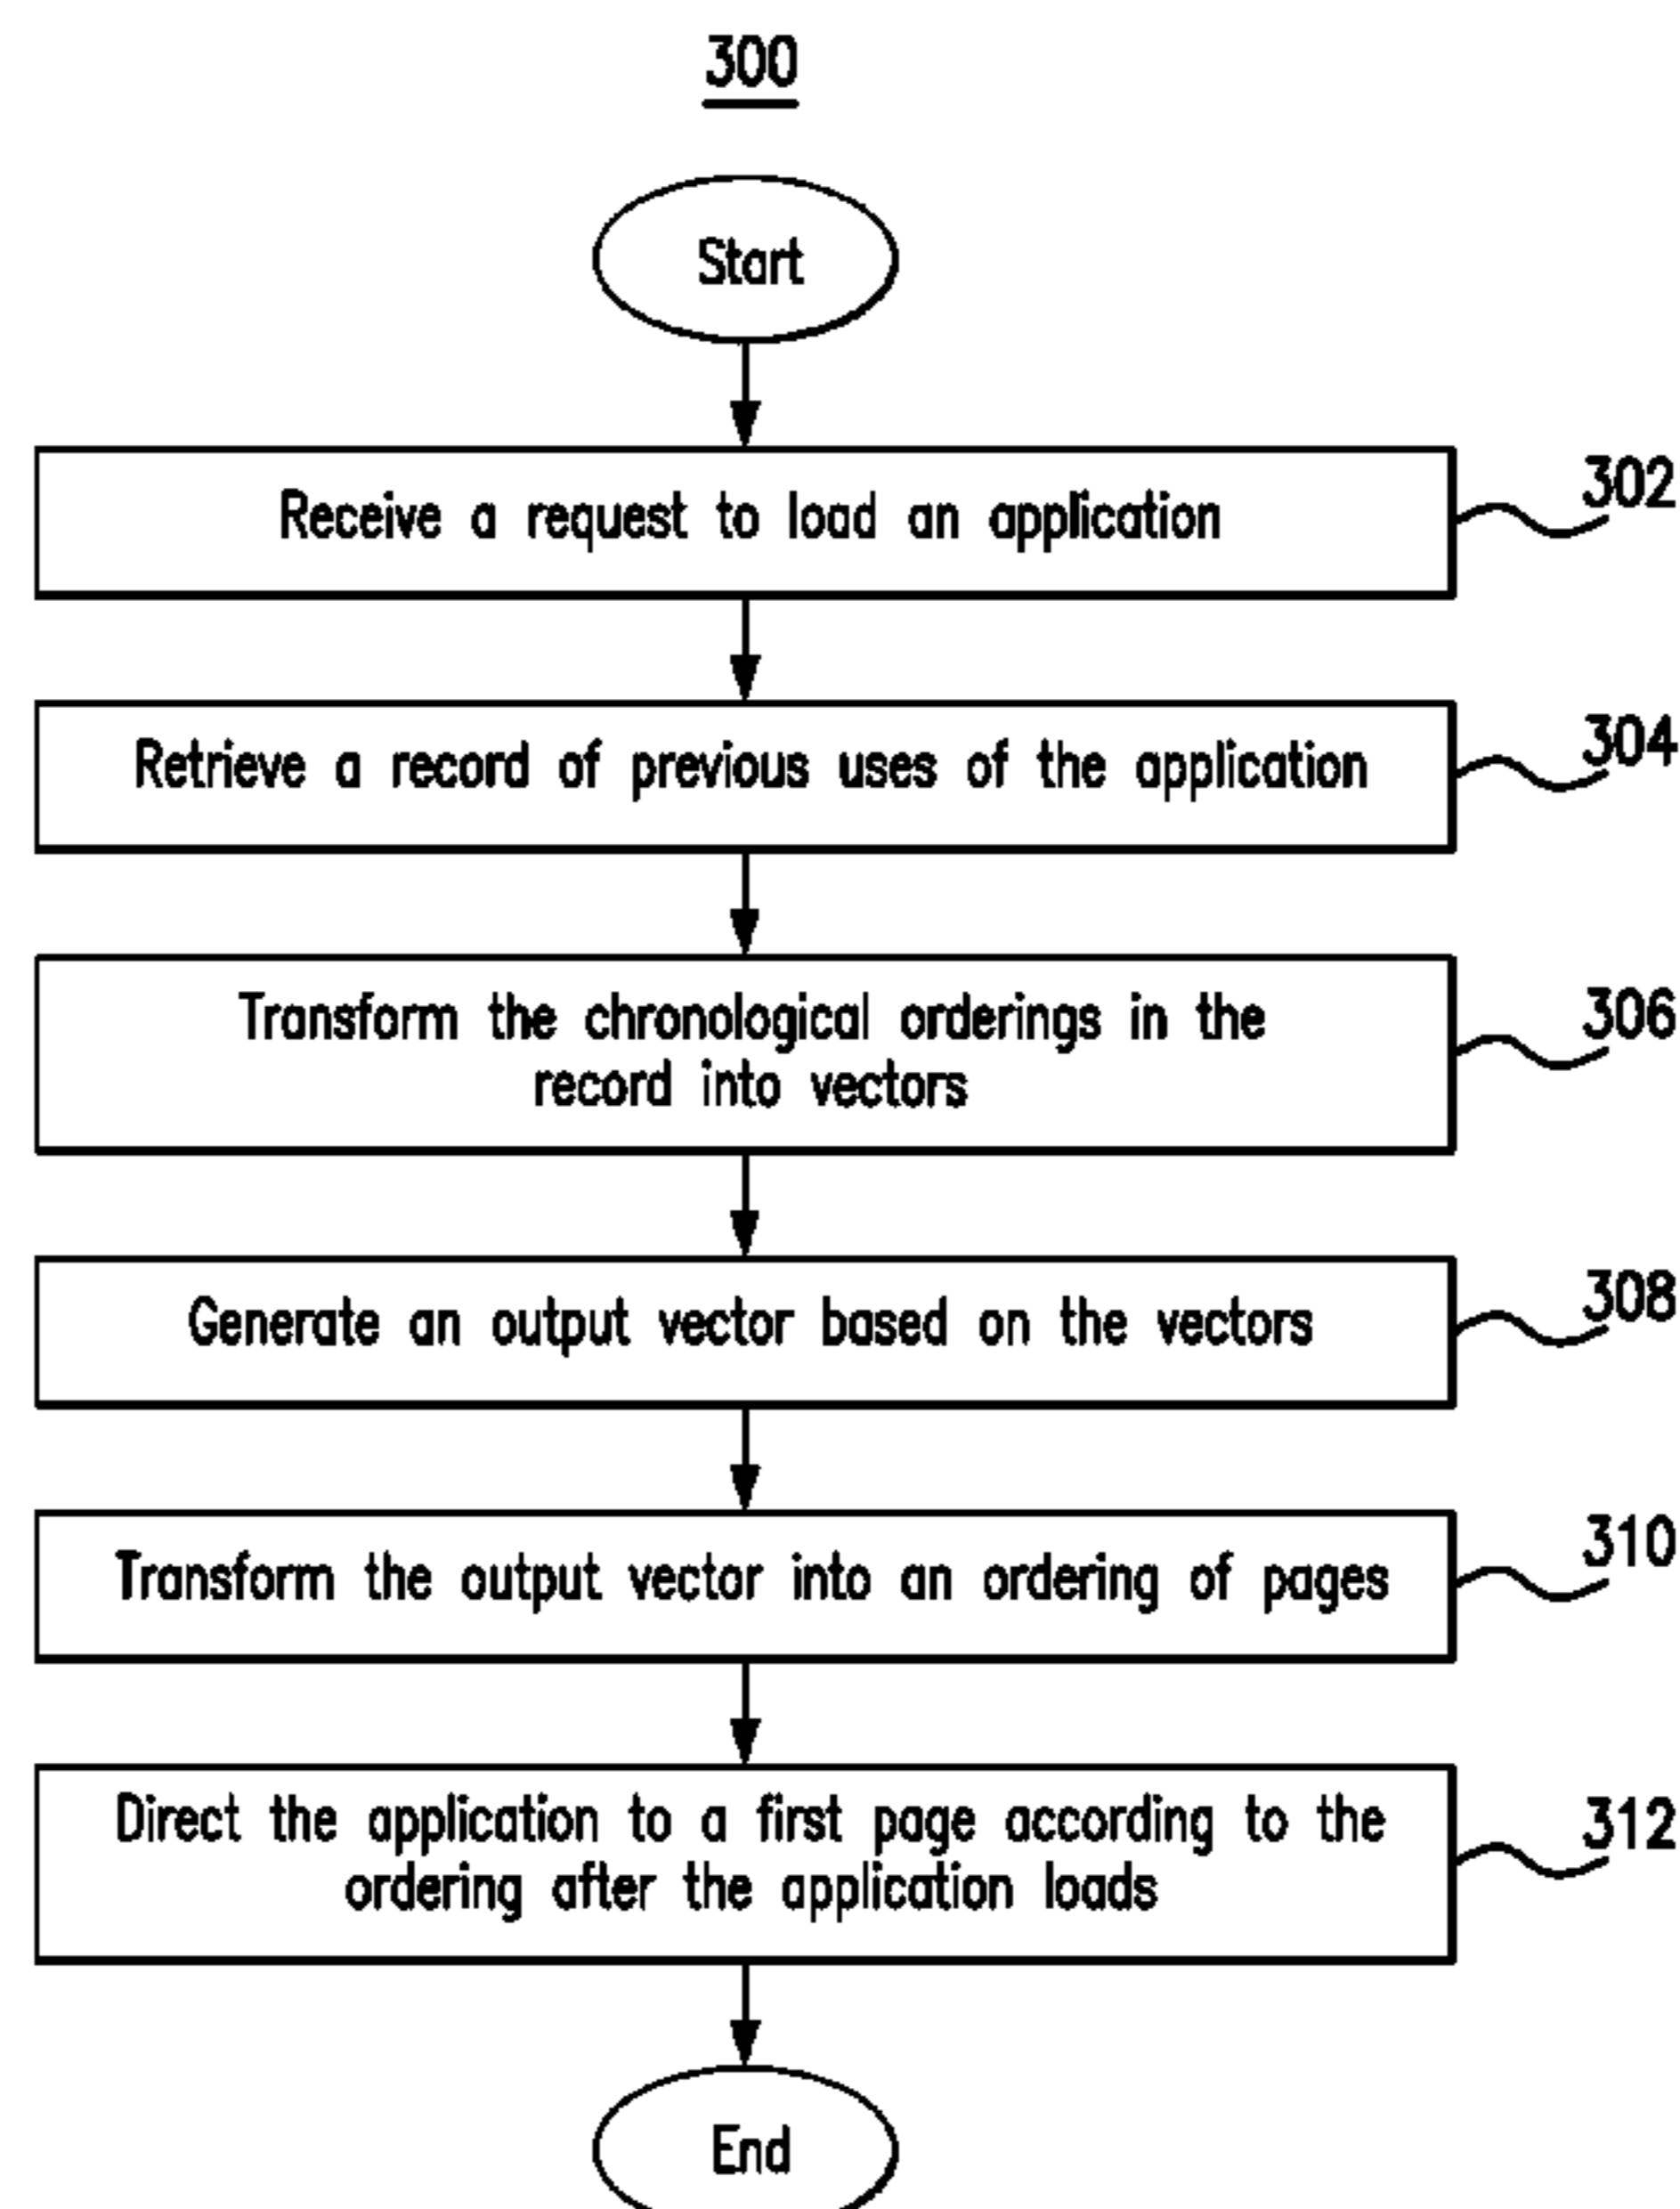 300
Start
Receive a request to load an application
302
Retrieve a record of previous uses of the application
304
Transform the chronological orderings in the
record into vectors
306
Generate an output vector based on the vectors
308
Transform the output vector into an ordering of pages
310
Direct the application to a first page according to the
ordering after the application loads
312
End